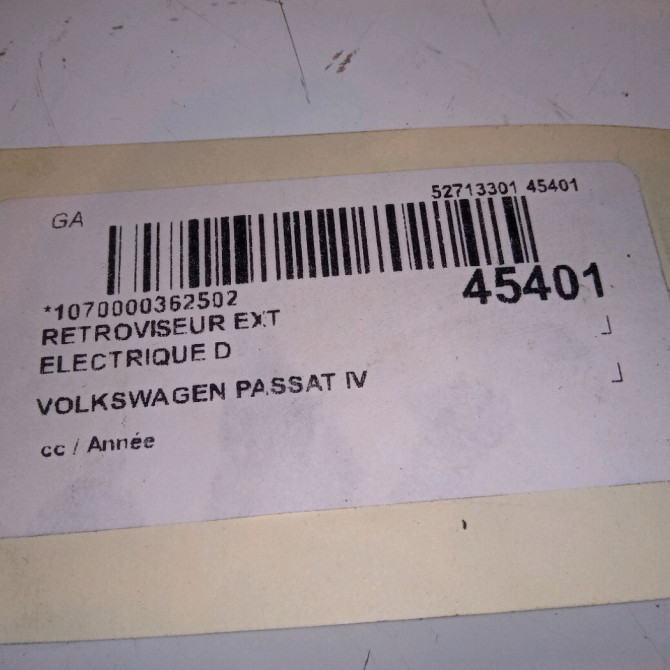 GA
52713301 45401
*1070000362502
45401
RETROVISEUR EXT
ELECTRIQUE D
VOLKSWAGEN PASSAT IV
cc / Année